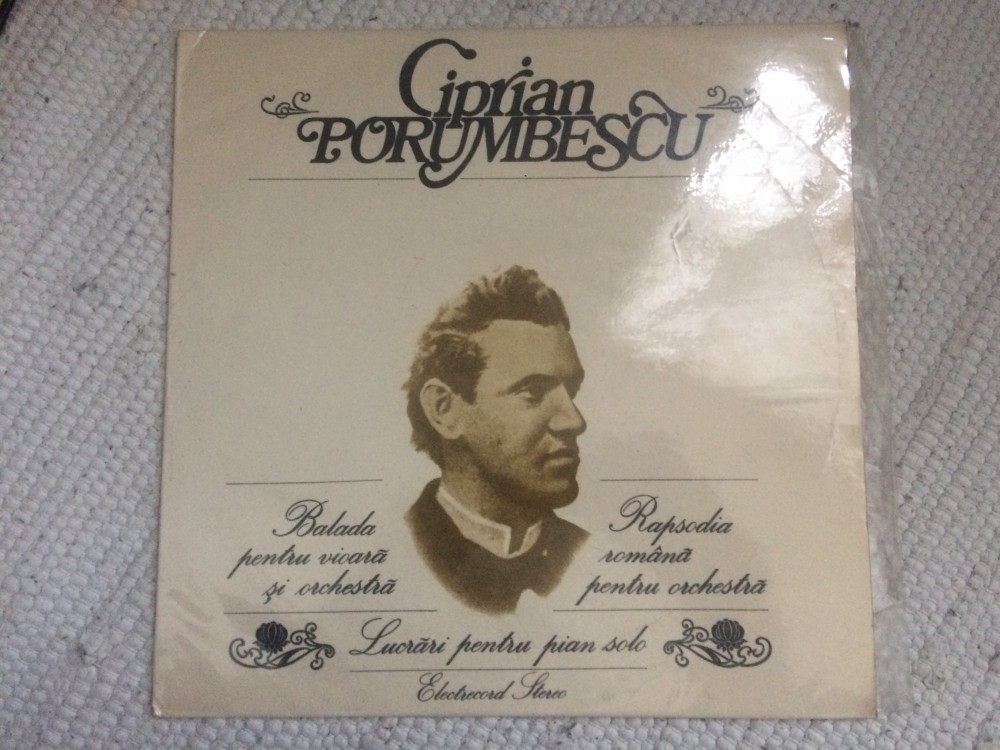 Ciprian
PORUMBESCU
Balada
pentru vioară
și orchestră
Rapsodia
română
pentru orchestră
Lucrări pentru pian solo
Electrecord Stereo